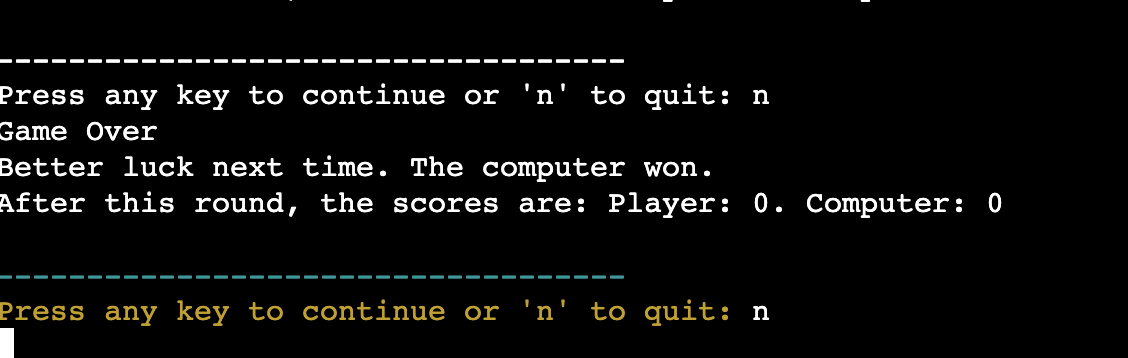 -----------------------------------
Press any key to continue or 'n' to quit: n
Game Over
Better luck next time. The computer won.
After this round, the scores are: Player: 0. Computer: 0
-----------------------------------
Press any key to continue or 'n' to quit: n